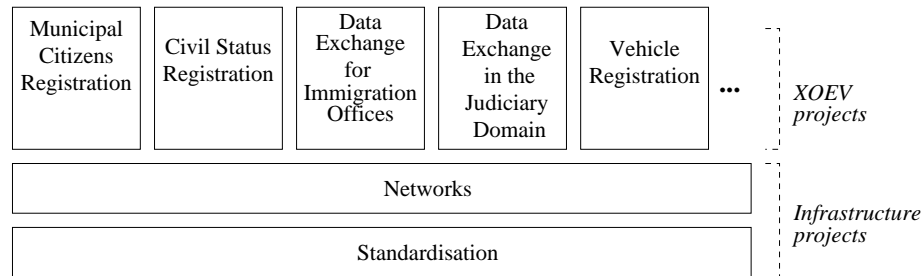 Municipal
Citizens
Registration
Civil Status
Registration
Data
Exchange
for
Immigration
Offices
Data
Exchange
in the
Judiciary
Domain
Vehicle
Registration
...
XOEV
projects
Networks
Standardisation
Infrastructure
projects